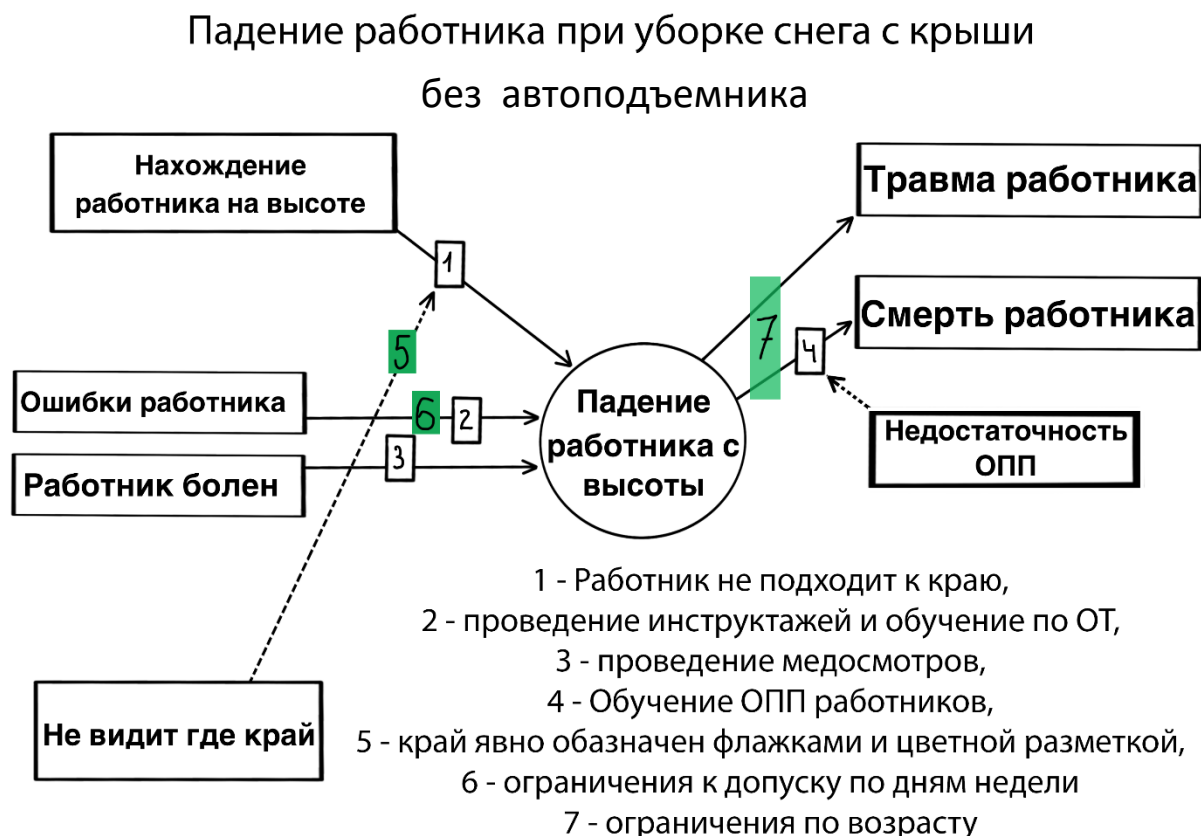 Падение работника при уборке снега с крыши
без автоподъемника
Нахождение
работника на высоте
1
5
Ошибки работника
6
2
Работник болен
3
Не видит где край
Падение
работника с
высоты
7
4
Травма работника
Смерть работника
Недостаточность
ОПП
1 - Работник не подходит к краю,
2 - проведение инструктажей и обучение по ОТ,
3 - проведение медосмотров,
4 - Обучение ОПП работников,
5 - край явно обазначен флажками и цветной разметкой,
6 - ограничения к допуску по дням недели
7 - ограничения по возрасту